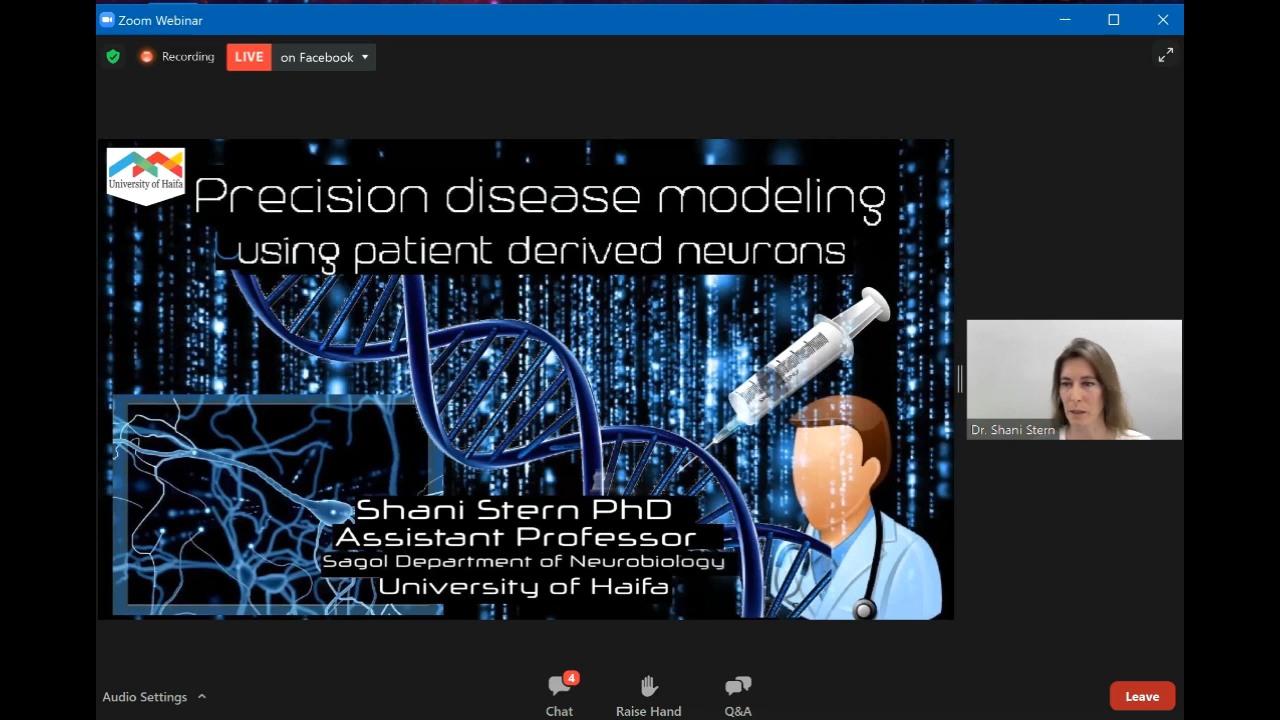 Zoom Webinar
Recording
LIVE
on Facebook
University of Haifa
Precision disease modeling
using patient derived neurons
Shani Stern PhD
Assistant Professor
Sagol Department of Neurobiology
University of Haifa
Dr. Shani Stern
Audio Settings
4
Chat
Raise Hand
Q&A
Leave